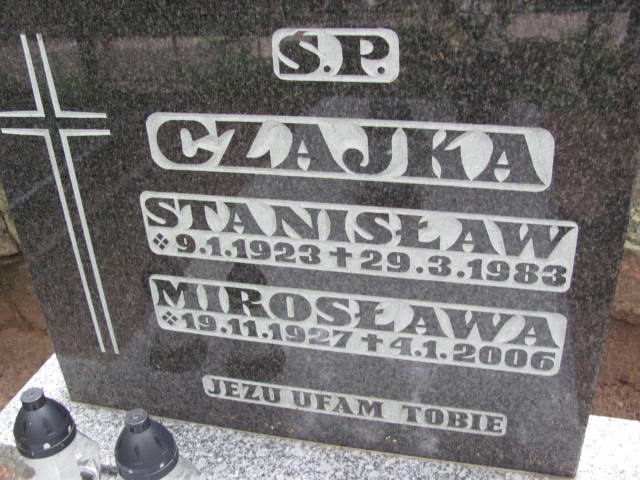 Ś.P.
CZAJKA
STANISŁAW
9.1.1923 + 29.3.1983
MIROSŁAWA
19.11.1927 + 4.1.2006
JEZU UFAM TOBIE